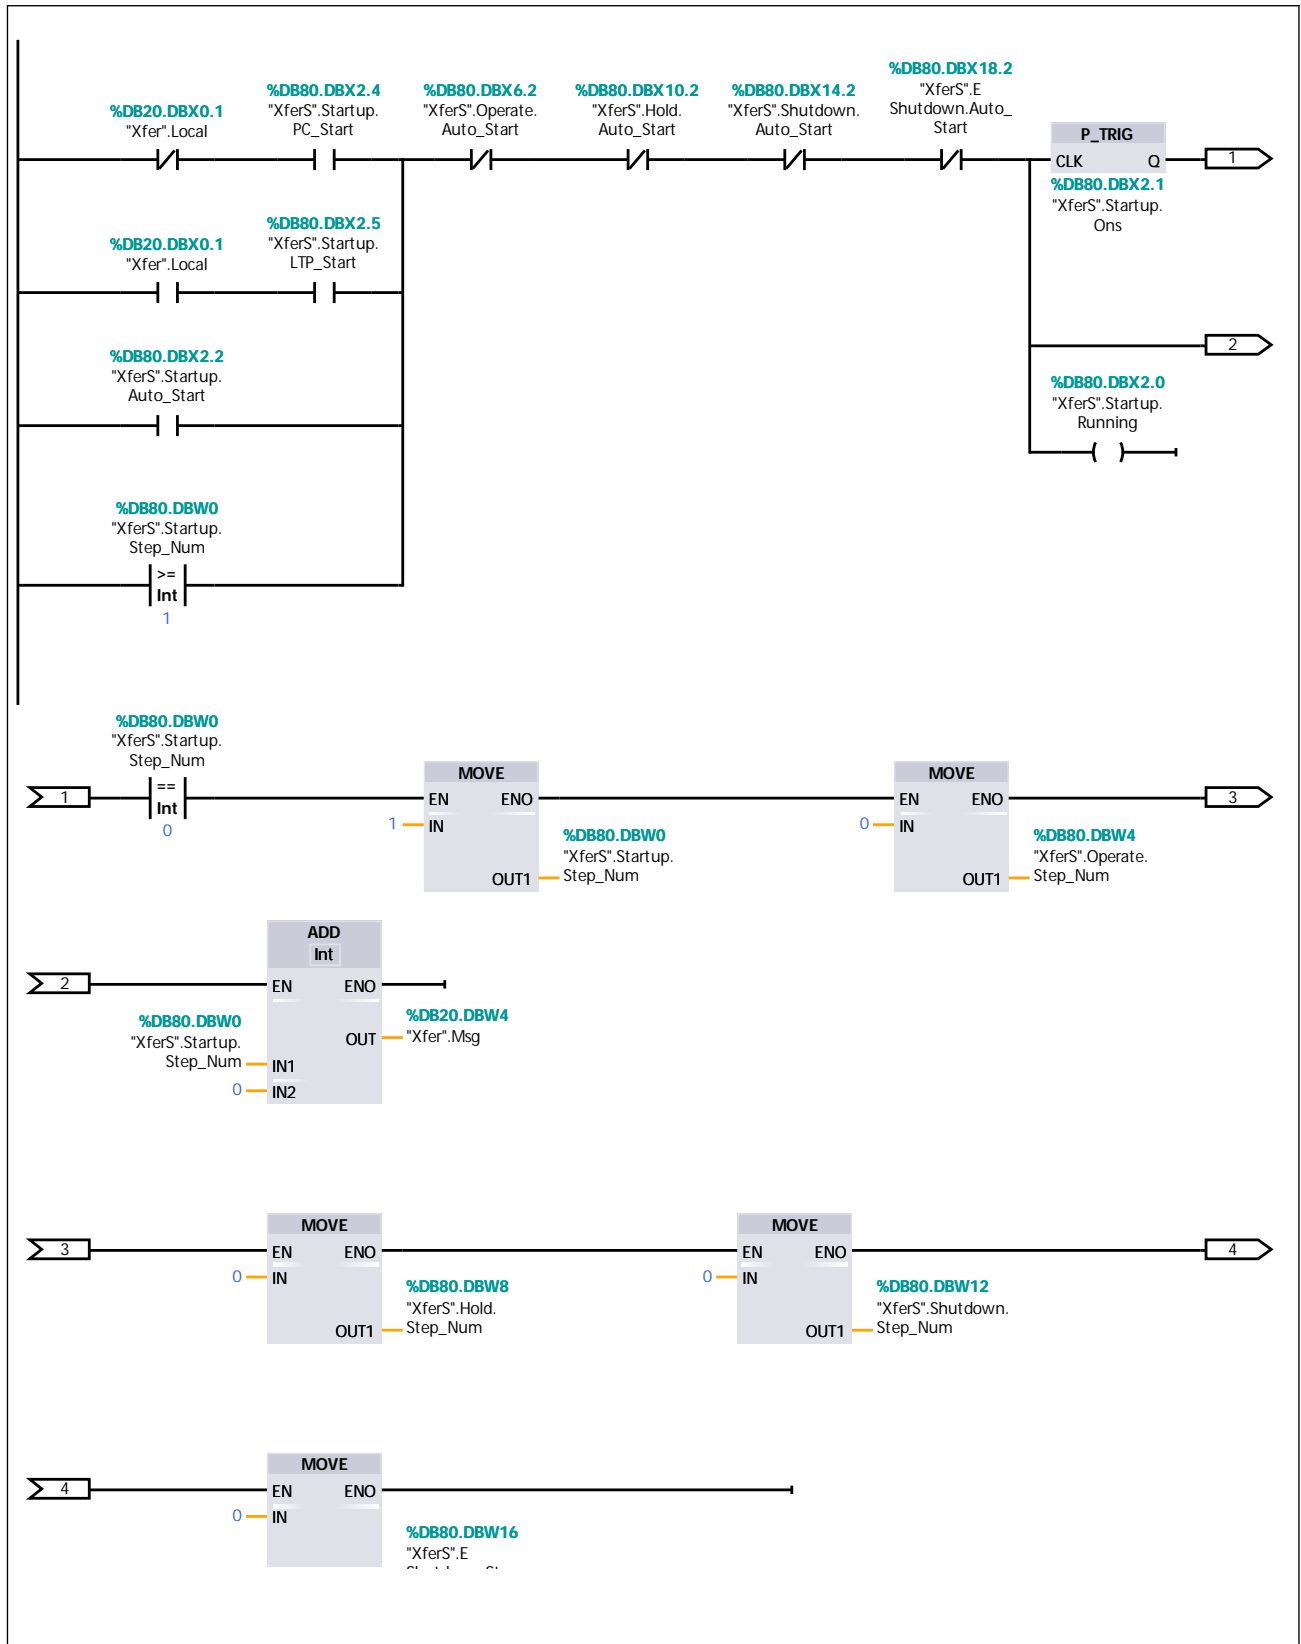 %DB20.DBX0.1
"Xfer".Local
%DB80.DBX2.4
"XferS".Startup.
PC_Start
%DB80.DBX6.2
"XferS".Operate.
Auto_Start
%DB80.DBX10.2
"XferS".Hold.
Auto_Start
%DB80.DBX14.2
"XferS".Shutdown.
Auto_Start
%DB80.DBX18.2
"XferS".E
Shutdown.Auto_
Start
P_TRIG
CLK Q
%DB80.DBX2.1
"XferS".Startup.
Ons
1
%DB20.DBX0.1
"Xfer".Local
%DB80.DBX2.5
"XferS".Startup.
LTP_Start
2
%DB80.DBX2.2
"XferS".Startup.
Auto_Start
%DB80.DBX2.0
"XferS".Startup.
Running
%DB80.DBW0
"XferS".Startup.
Step_Num
>=
Int
1
1
%DB80.DBW0
"XferS".Startup.
Step_Num
==
Int
0
MOVE
EN ENO
1 IN
OUT1
%DB80.DBW0
"XferS".Startup.
Step_Num
MOVE
EN ENO
0 IN
OUT1
%DB80.DBW4
"XferS".Operate.
Step_Num
3
2
ADD
Int
EN ENO
%DB80.DBW0
"XferS".Startup.
Step_Num IN1
0 IN2
OUT
%DB20.DBW4
"Xfer".Msg
3
MOVE
EN ENO
0 IN
OUT1
%DB80.DBW8
"XferS".Hold.
Step_Num
MOVE
EN ENO
0 IN
OUT1
%DB80.DBW12
"XferS".Shutdown.
Step_Num
4
4
MOVE
EN ENO
0 IN
%DB80.DBW16
"XferS".E